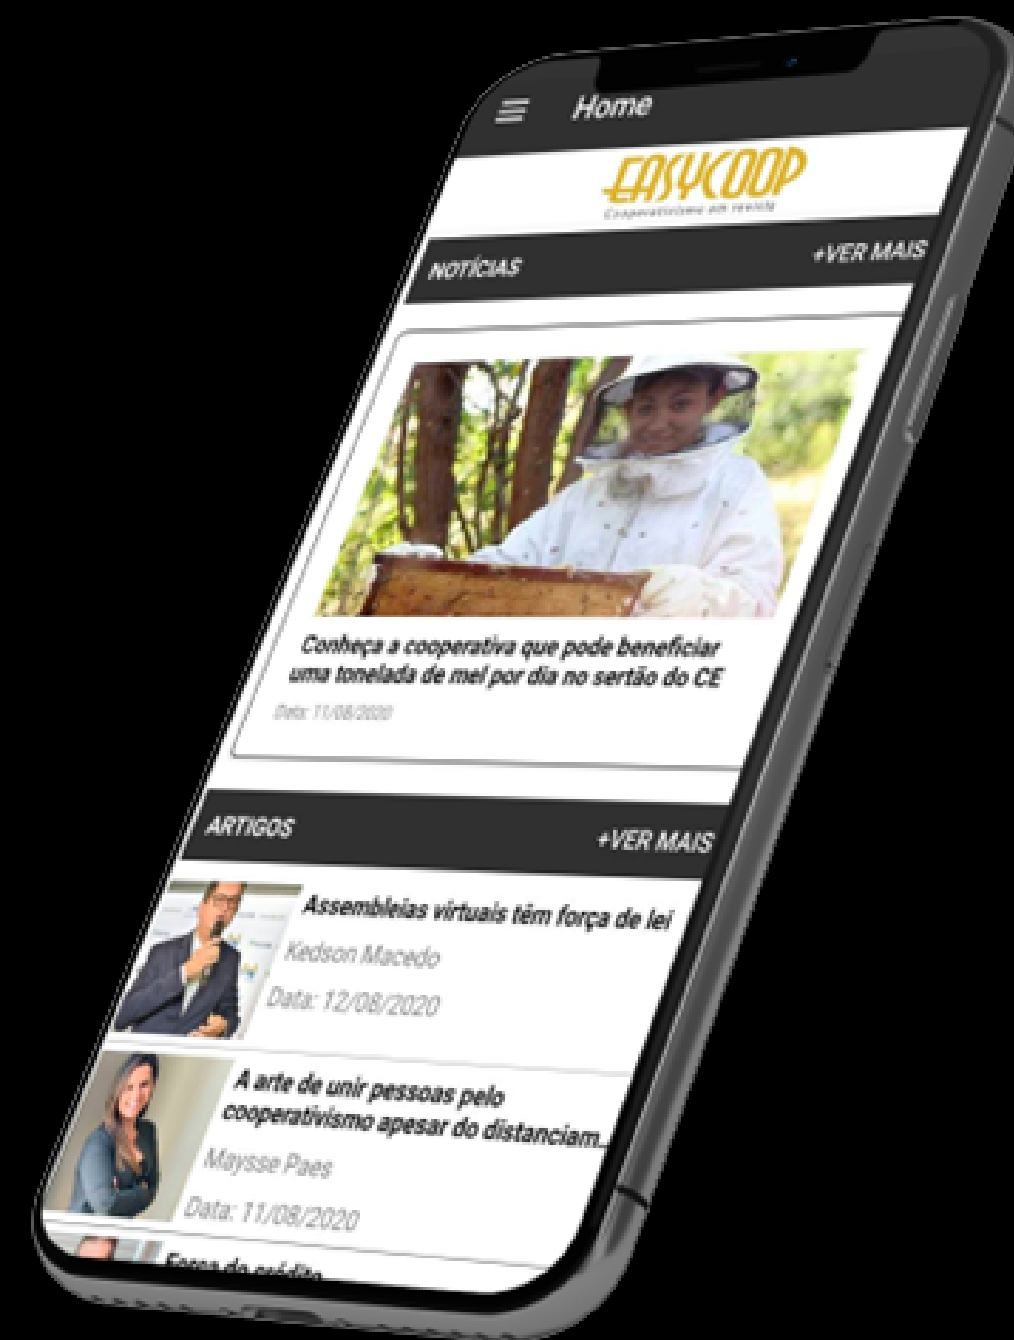 Home
EASYCOOP
Cooperativismo em revista
NOTÍCIAS
+VER MAIS
Conheça a cooperativa que pode beneficiar
uma tonelada de mel por dia no sertão do CE
Data: 11/08/2020
ARTIGOS
+VER MAIS
Assembleias virtuais têm força de lei
Kedson Macedo
Data: 12/08/2020
A arte de unir pessoas pelo
cooperativismo apesar do distanciam...
Maysse Paes
Data: 11/08/2020